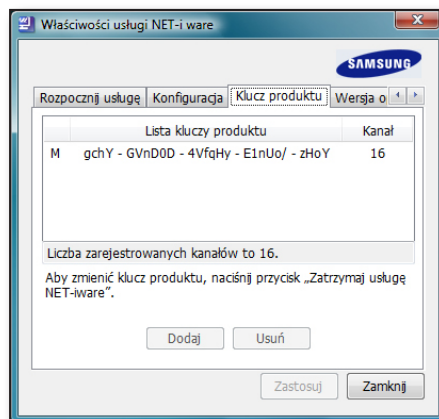 Właściwości usługi NET-i ware
SAMSUNG
Rozpocznij usługę Konfiguracja Klucz produktu Wersja o
Lista kluczy produktu Kanał
M gchY - GVnD0D - 4VfqHy - E1nUo/ - zHoY 16
Liczba zarejestrowanych kanałów to 16.
Aby zmienić klucz produktu, naciśnij przycisk „Zatrzymaj usługę
NET-iware”.
Dodaj Usuń
Zastosuj Zamknij